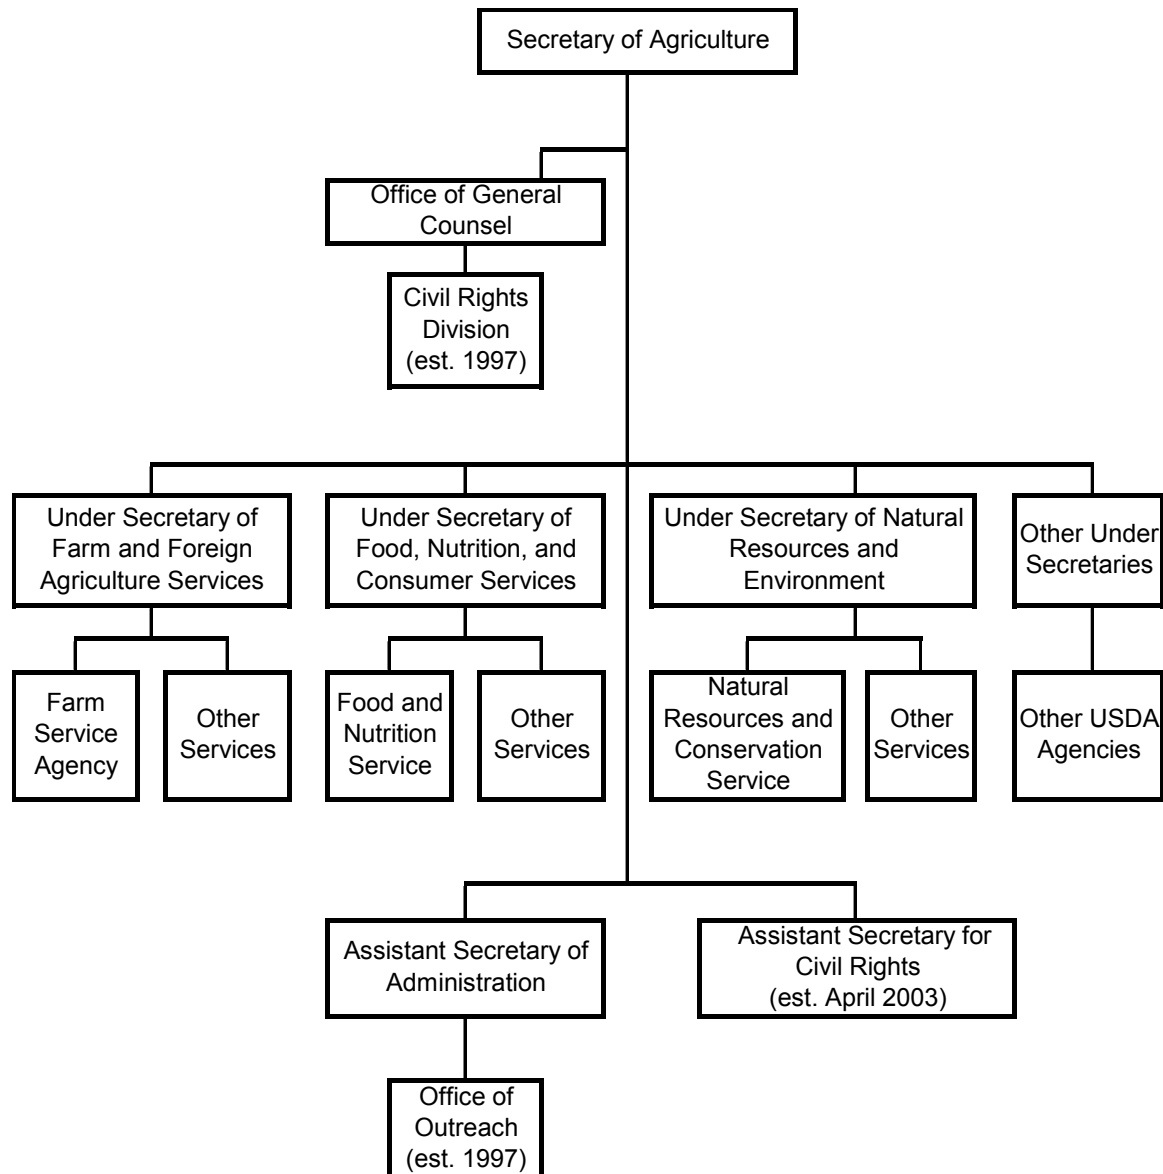 Secretary of Agriculture
Office of General
Counsel
Civil Rights
Division
(est. 1997)
Under Secretary of
Farm and Foreign
Agriculture Services
Under Secretary of
Food, Nutrition, and
Consumer Services
Under Secretary of Natural
Resources and
Environment
Other Under
Secretaries
Farm
Service
Agency
Other
Services
Food and
Nutrition
Service
Other
Services
Natural
Resources and
Conservation
Service
Other
Services
Other USDA
Agencies
Assistant Secretary of
Administration
Assistant Secretary for
Civil Rights
(est. April 2003)
Office of
Outreach
(est. 1997)